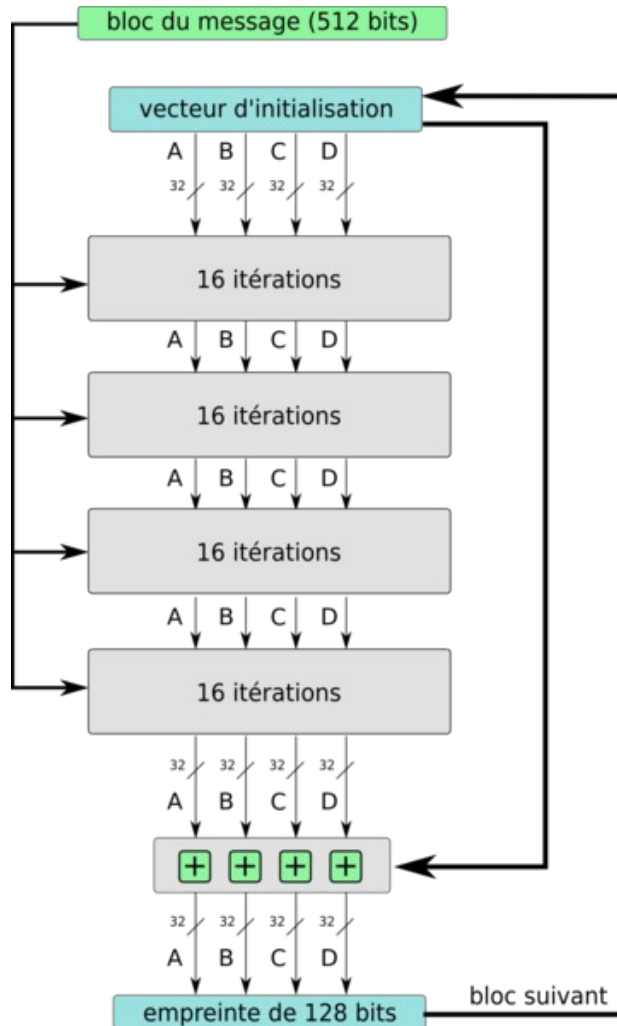 bloc du message (512 bits)
vecteur d'initialisation
A B C D
32 32 32 32
16 itérations
A B C D
16 itérations
A B C D
16 itérations
A B C D
16 itérations
32 32 32 32
A B C D
+ + + +
32 32 32 32
A B C D
empreinte de 128 bits bloc suivant